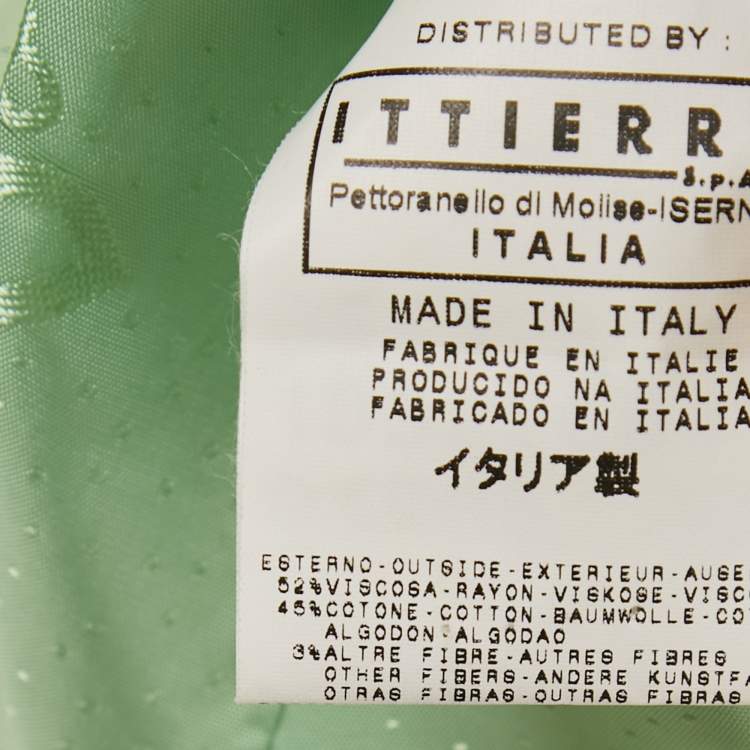 DISTRIBUTED BY :
ITTIERR
S.p.A
Pettoranello di Molise-ISERN
ITALIA
MADE IN ITALY
FABRIQUE EN ITALIE
PRODUCIDO NA ITALIA
FABRICADO EN ITALIA
イタリア製
ESTERNO-OUTSIDE-EXTERIEUR-AUSE
52%VISCOSA-RAYON-VISKOSE-VISCO
45%COTONE-COTTON-BAUMWOLLE-CO
ALGODON-ALGODAO
3%ALTRE FIBRE-AUTRES FIBRES
OTHER FIBERS-ANDERE KUNSTFA
OTRAS FIBRAS-OUTRAS FIBRAS